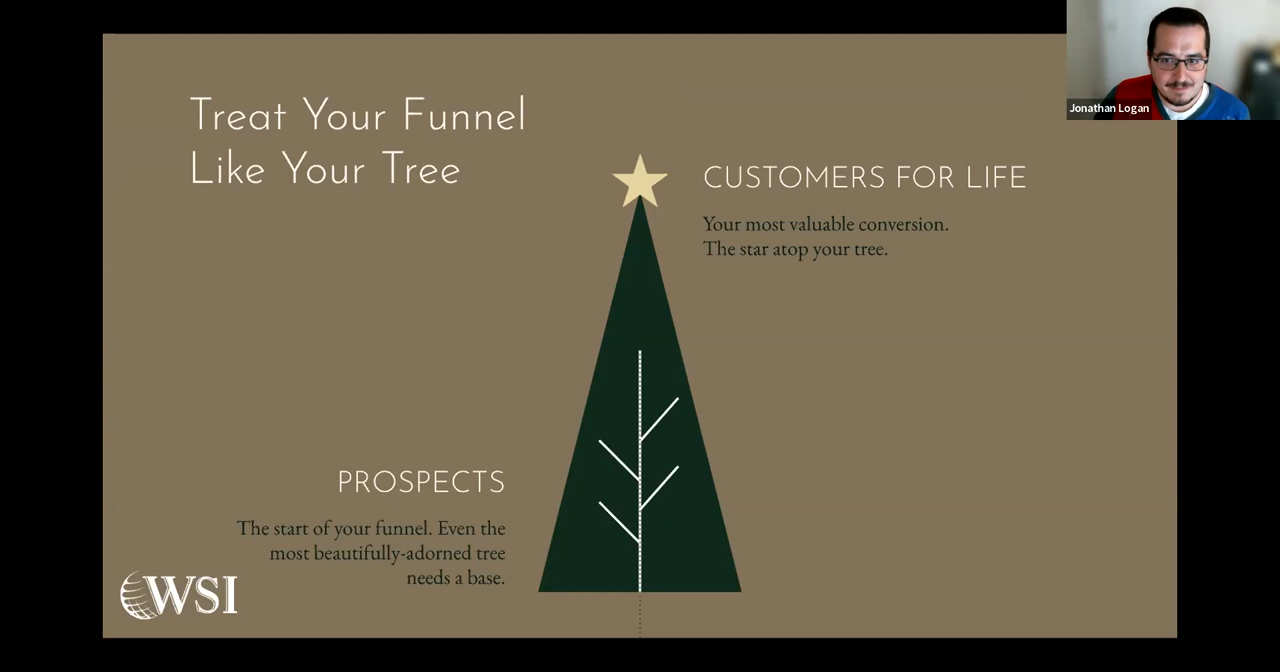 Treat Your Funnel
Like Your Tree
CUSTOMERS FOR LIFE
Your most valuable conversion.
The star atop your tree.
PROSPECTS
The start of your funnel. Even the
most beautifully-adorned tree
needs a base.
WSI
Jonathan Logan